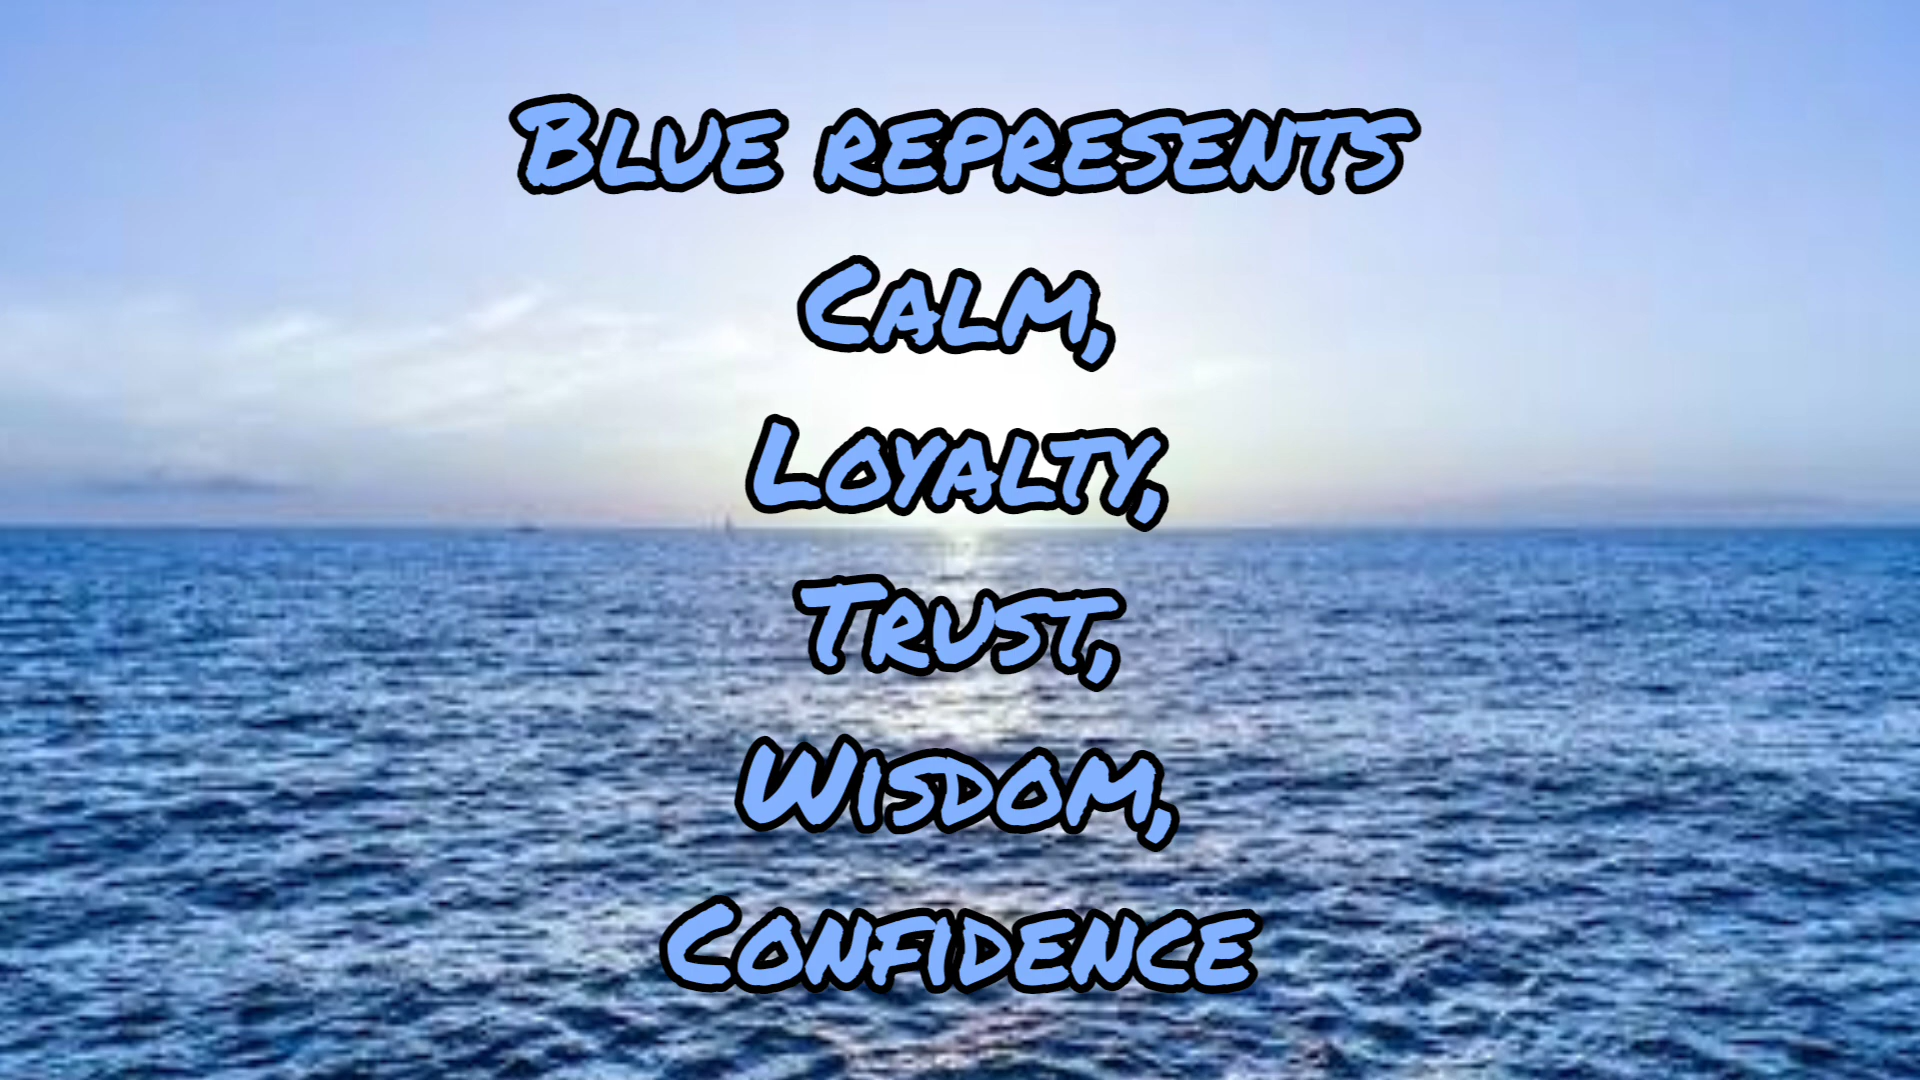 Blue represents
Calm,
Loyalty,
Trust,
Wisdom,
Confidence